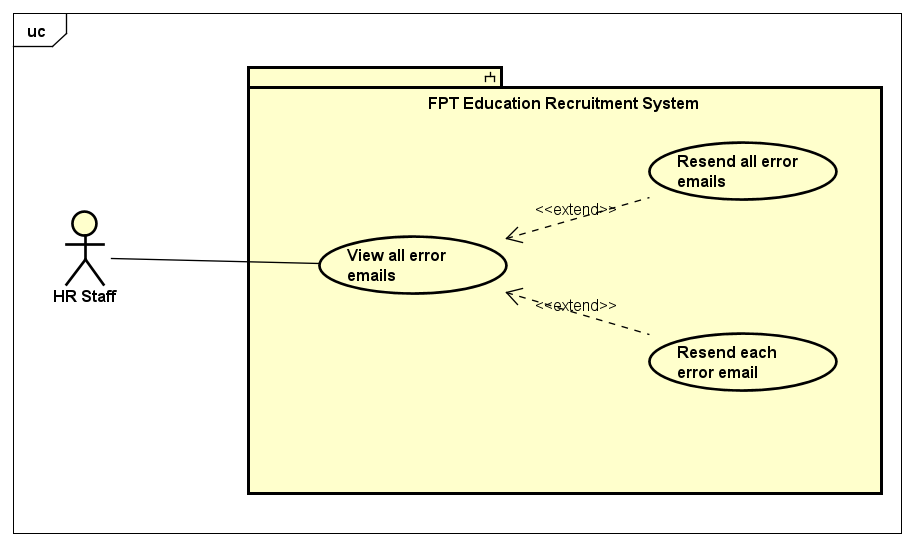 uc
FPT Education Recruitment System
Resend all error
emails
<<extend>>
View all error
emails
HR Staff
<<extend>>
Resend each
error email